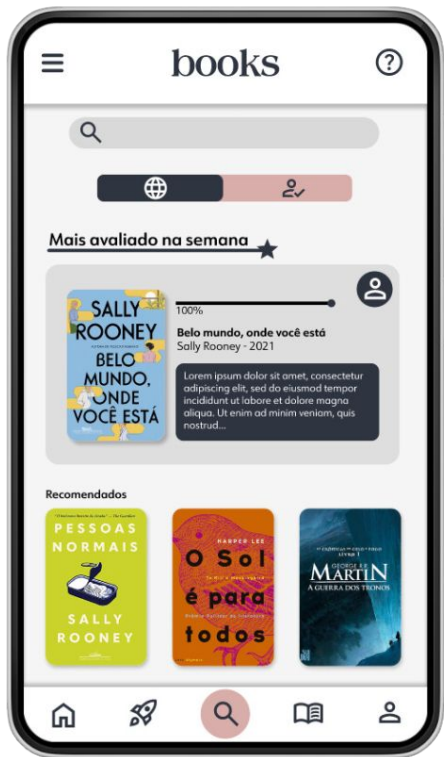 books
Mais avaliado na semana
SALLY
ROONEY
BELO
MUNDO,
ONDE
VOCÊ ESTÁ
100%
Belo mundo, onde você está
Sally Rooney - 2021
Lorem ipsum dolor sit amet, consectetur
adipiscing elit, sed do eiusmod tempor
incididunt ut labore et dolore magna
aliqua. Ut enim ad minim veniam, quis
nostrud...
Recomendados
PESSOAS
NORMAIS
SALLY
ROONEY
HARPER LEE
O Sol
é para
todos
GEORGE R.R.
MARTIN
A GUERRA DOS TRONOS